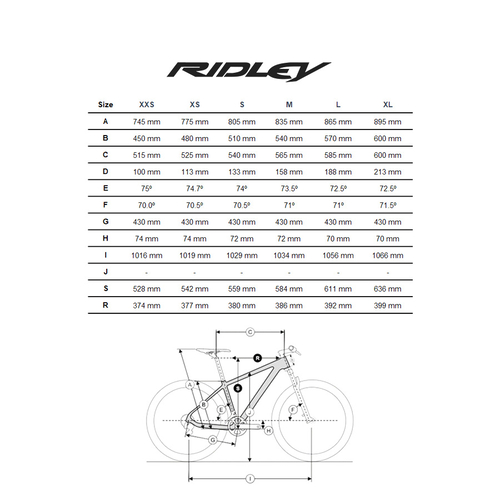 RIDLEY
Size XXS XS S M L XL
A 745 mm 775 mm 805 mm 835 mm 865 mm 895 mm
B 450 mm 480 mm 510 mm 540 mm 570 mm 600 mm
C 515 mm 525 mm 540 mm 565 mm 585 mm 600 mm
D 100 mm 113 mm 133 mm 158 mm 188 mm 213 mm
E 75º 74.7º 74º 73.5º 72.5º 72.5º
F 70.0º 70.5º 70.5º 71º 71º 71.5º
G 430 mm 430 mm 430 mm 430 mm 430 mm 430 mm
H 74 mm 74 mm 72 mm 72 mm 70 mm 70 mm
I 1016 mm 1019 mm 1029 mm 1034 mm 1056 mm 1066 mm
J - - - - - -
S 528 mm 542 mm 559 mm 584 mm 611 mm 636 mm
R 374 mm 377 mm 380 mm 386 mm 392 mm 399 mm
C
R
A
S
B
E
F
H
G
I